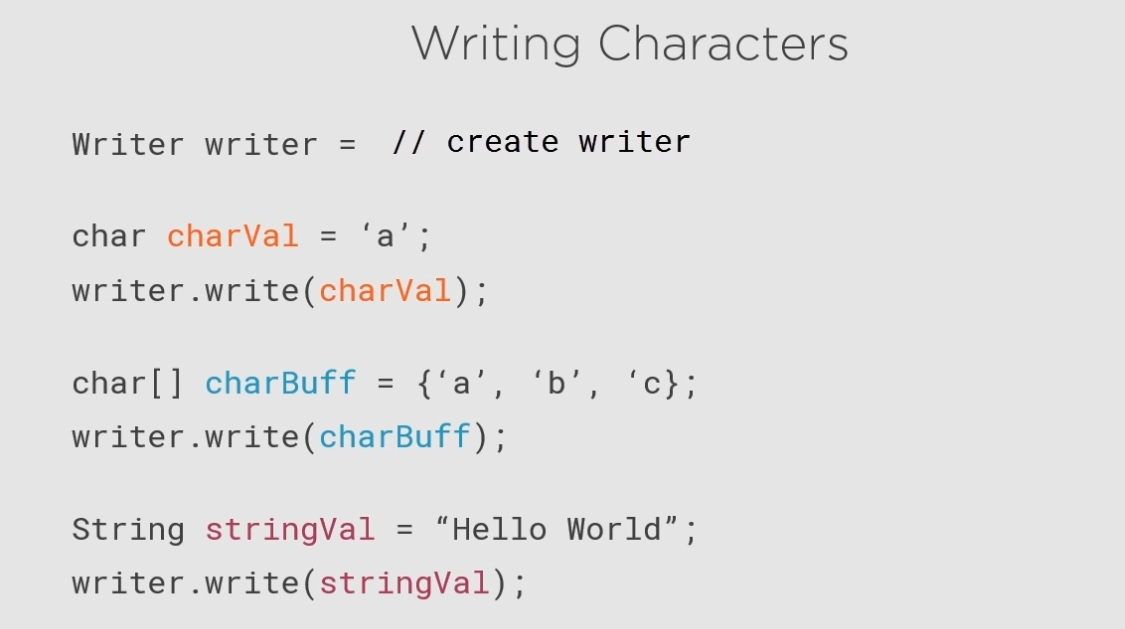 Writing Characters
Writer writer = // create writer
char charVal = ‘a’;
writer.write(charVal);
char[] charBuff = {‘a’, ‘b’, ‘c};
writer.write(charBuff);
String stringVal = “Hello World”;
writer.write(stringVal);